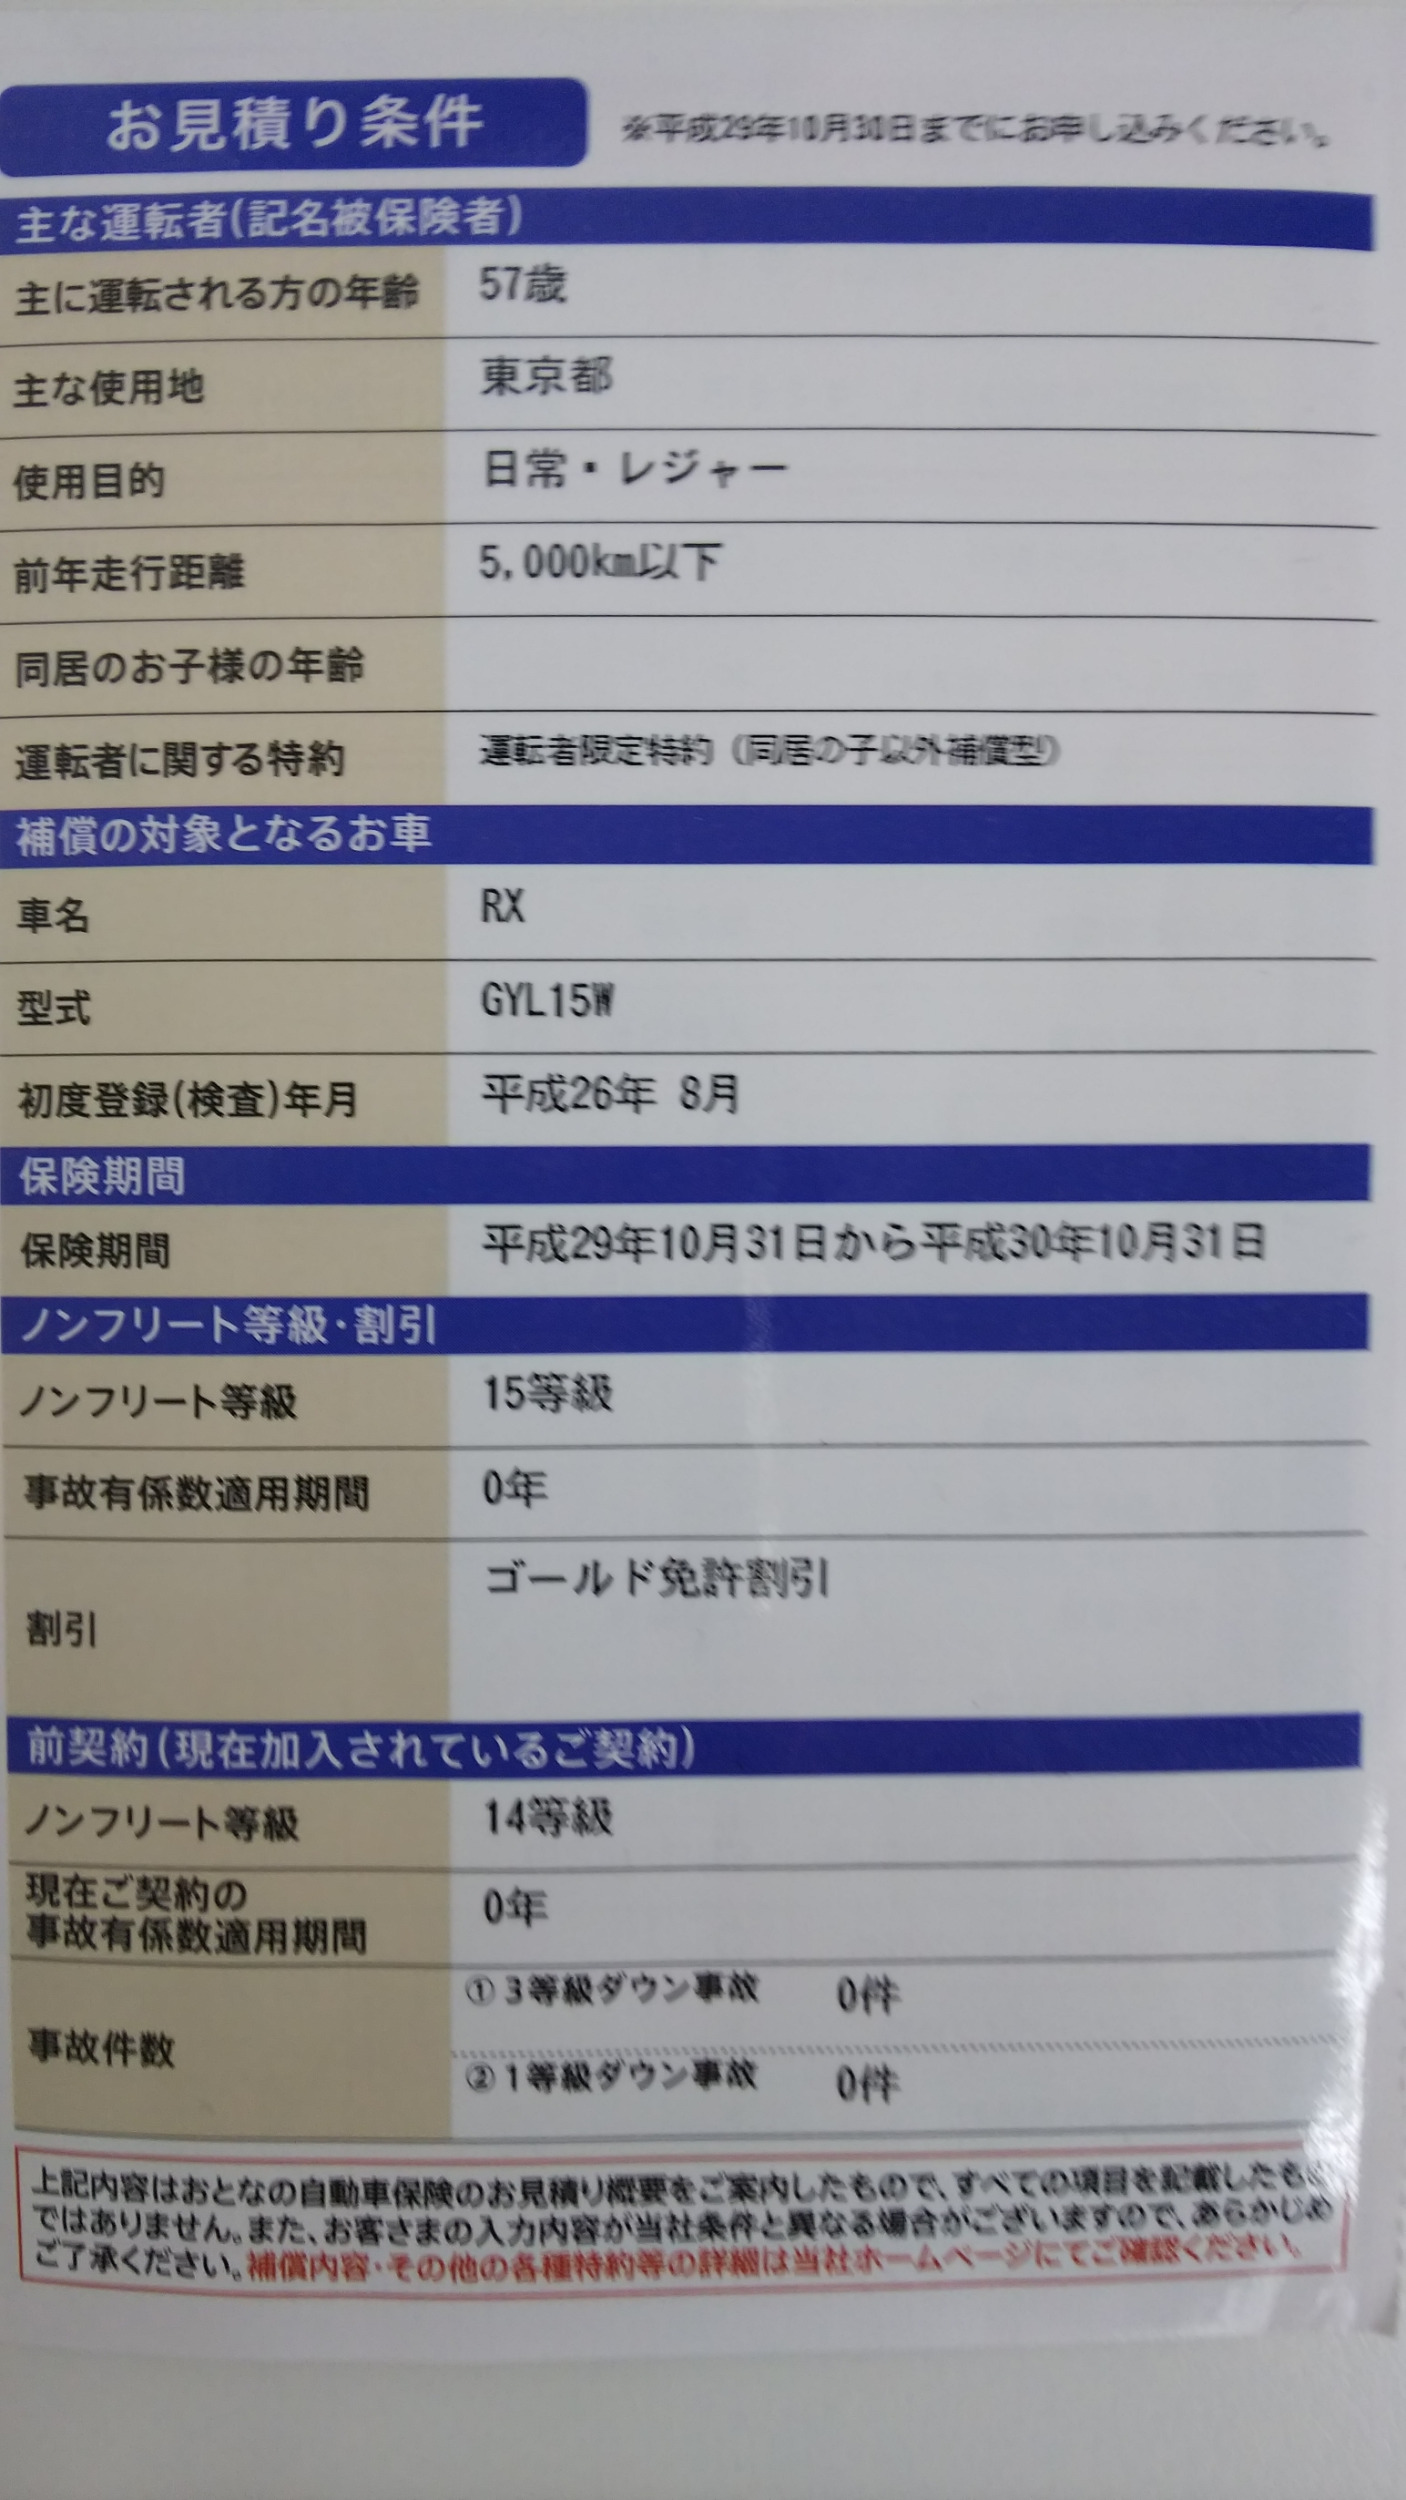 お見積り条件 ※平成29年10月30日までにお申し込みください。
主な運転者(記名被保険者)
主に運転される方の年齢 57歳
主な使用地 東京都
使用目的 日常・レジャー
前年走行距離 5,000km以下
同居のお子様の年齢
運転者に関する特約 運転者限定特約（同居の子以外補償型）
補償の対象となるお車
車名 RX
型式 GYL15W
初度登録(検査)年月 平成26年 8月
保険期間
保険期間 平成29年10月31日から平成30年10月31日
ノンフリート等級・割引
ノンフリート等級 15等級
事故有係数適用期間 0年
割引 ゴールド免許割引
前契約(現在加入されているご契約)
ノンフリート等級 14等級
現在ご契約の
事故有係数適用期間 0年
事故件数 ①3等級ダウン事故 0件
②1等級ダウン事故 0件
上記内容はおとなの自動車保険のお見積り概要をご案内したもので、すべての項目を記載したもの
ではありません。また、お客さまの入力内容が当社条件と異なる場合がございますので、あらかじめ
ご了承ください。補償内容・その他の各種特約等の詳細は当社ホームページにてご確認ください。